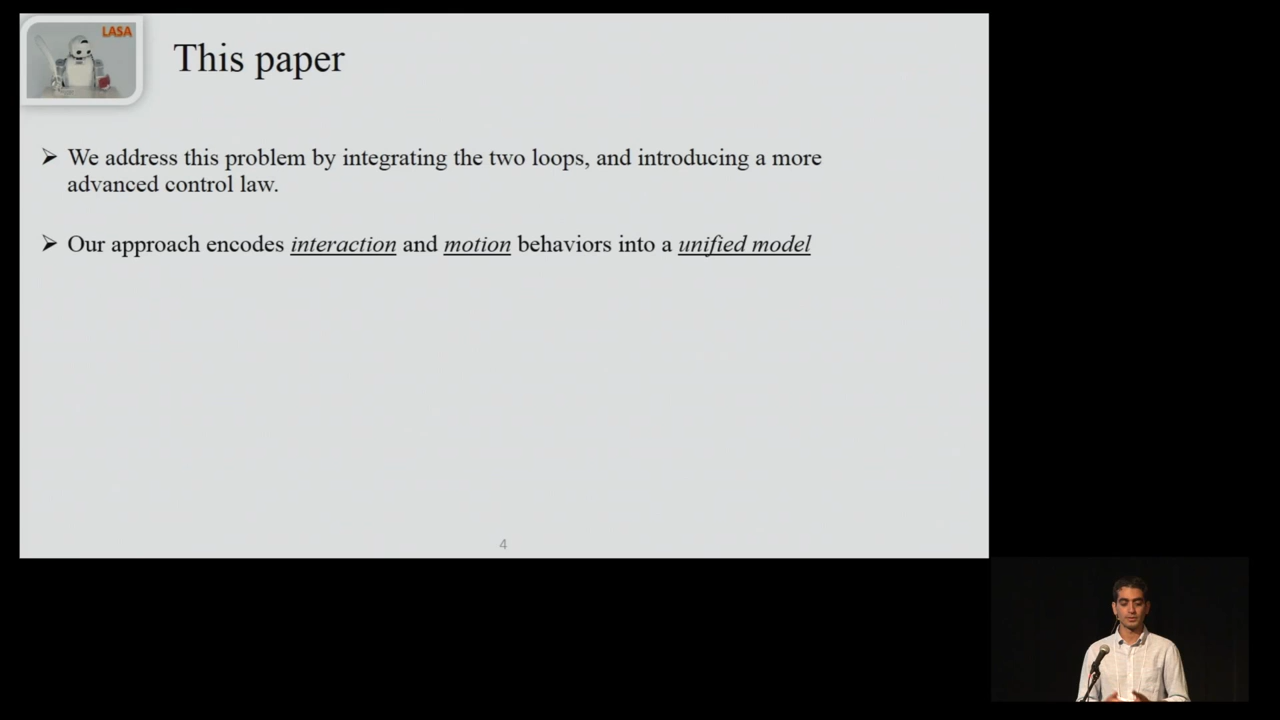 LASA
This paper
➢ We address this problem by integrating the two loops, and introducing a more
advanced control law.
➢ Our approach encodes interaction and motion behaviors into a unified model
4